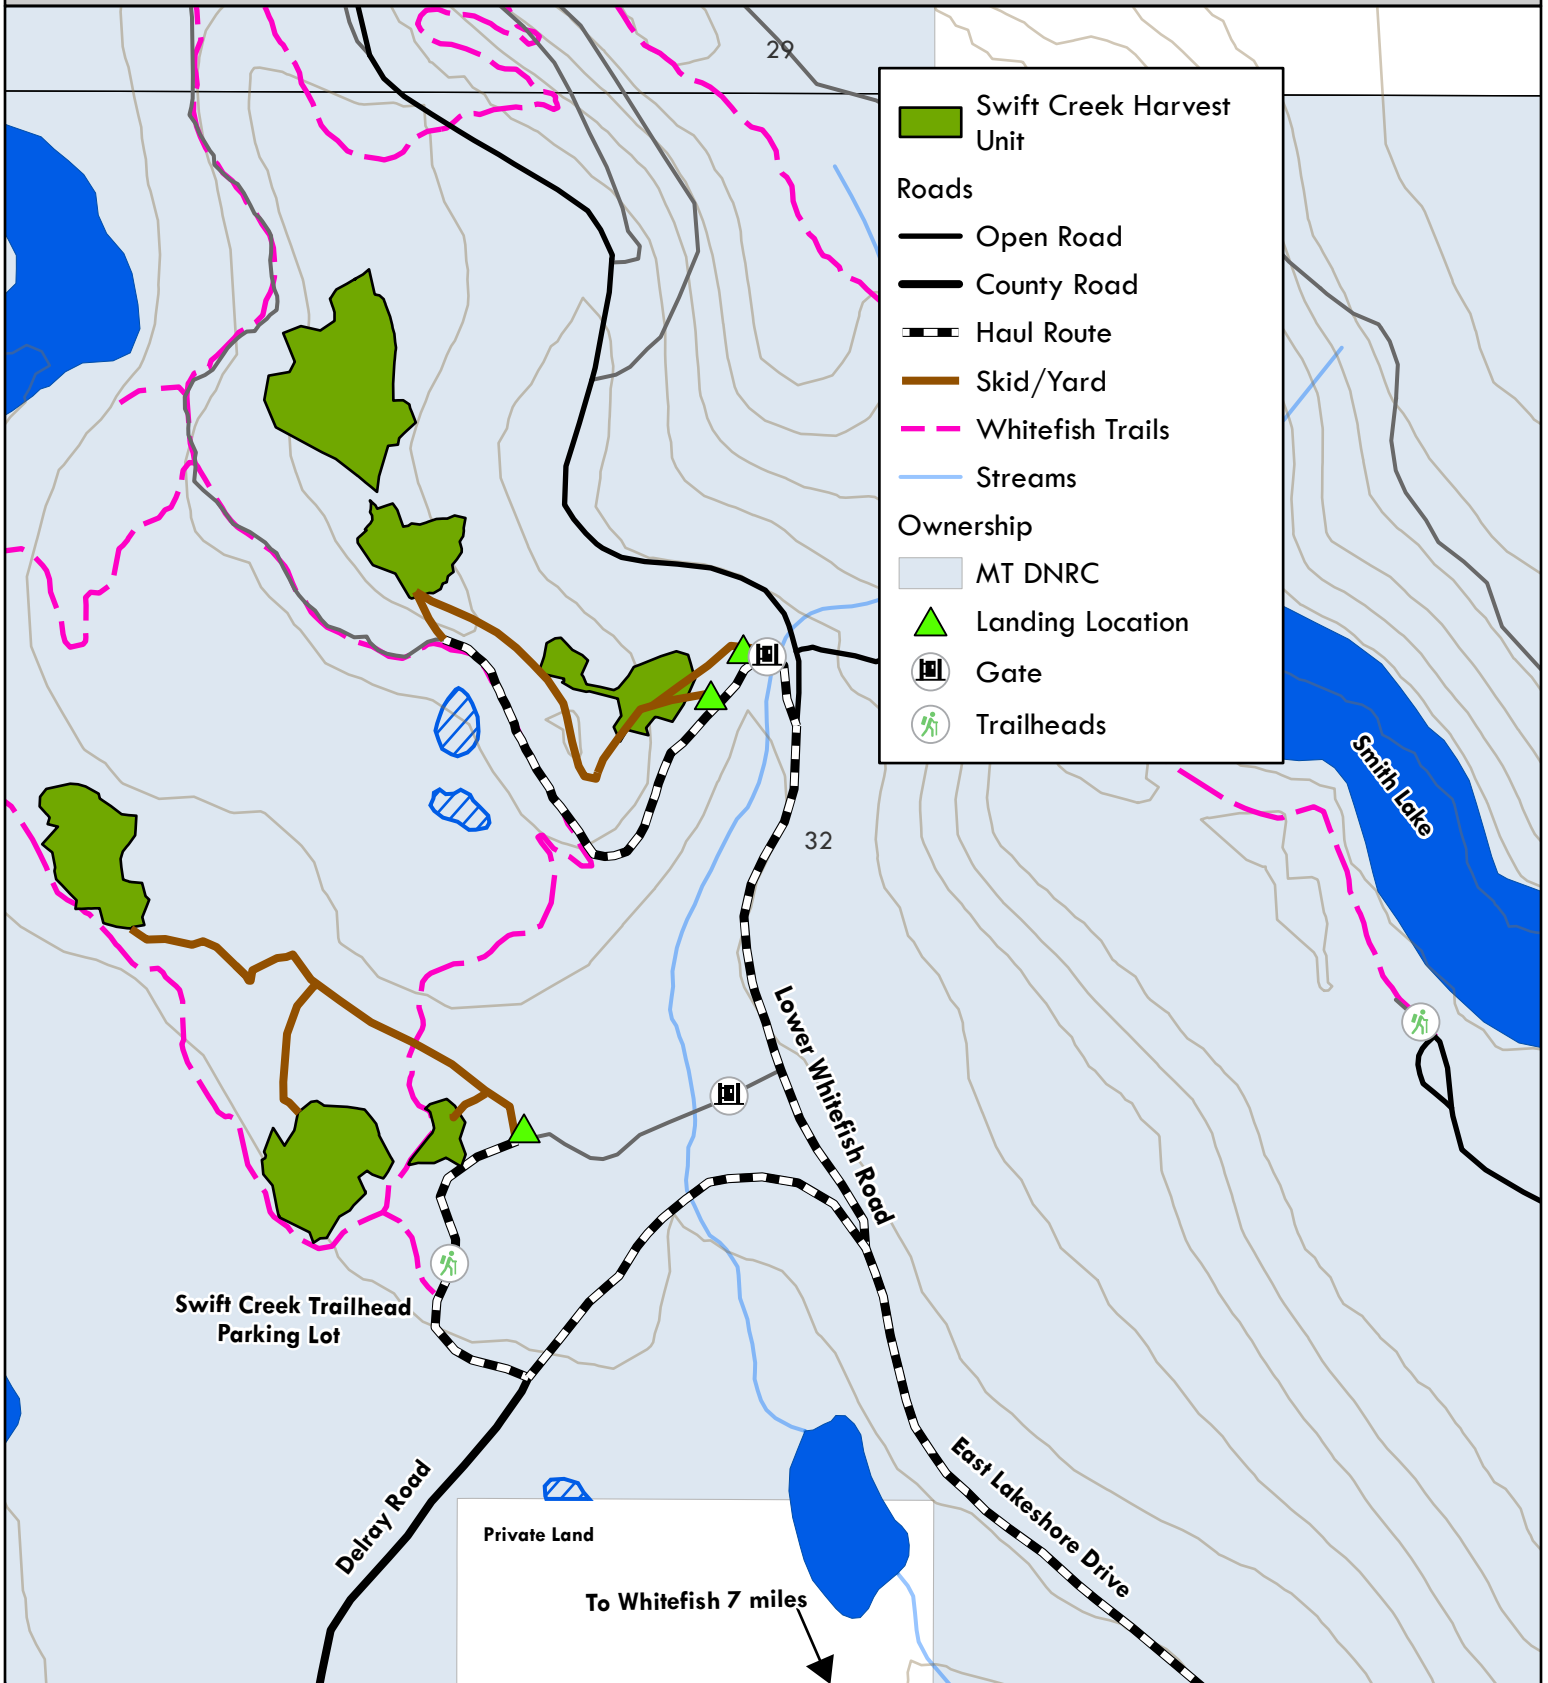 29
Swift Creek Harvest
Unit
Roads
Open Road
County Road
Haul Route
Skid/Yard
Whitefish Trails
Streams
Ownership
MT DNRC
Landing Location
Gate
Trailheads
Smith Lake
32
Lower Whitefish Road
Swift Creek Trailhead
Parking Lot
Delray Road
East Lakeshore Drive
Private Land
To Whitefish 7 miles